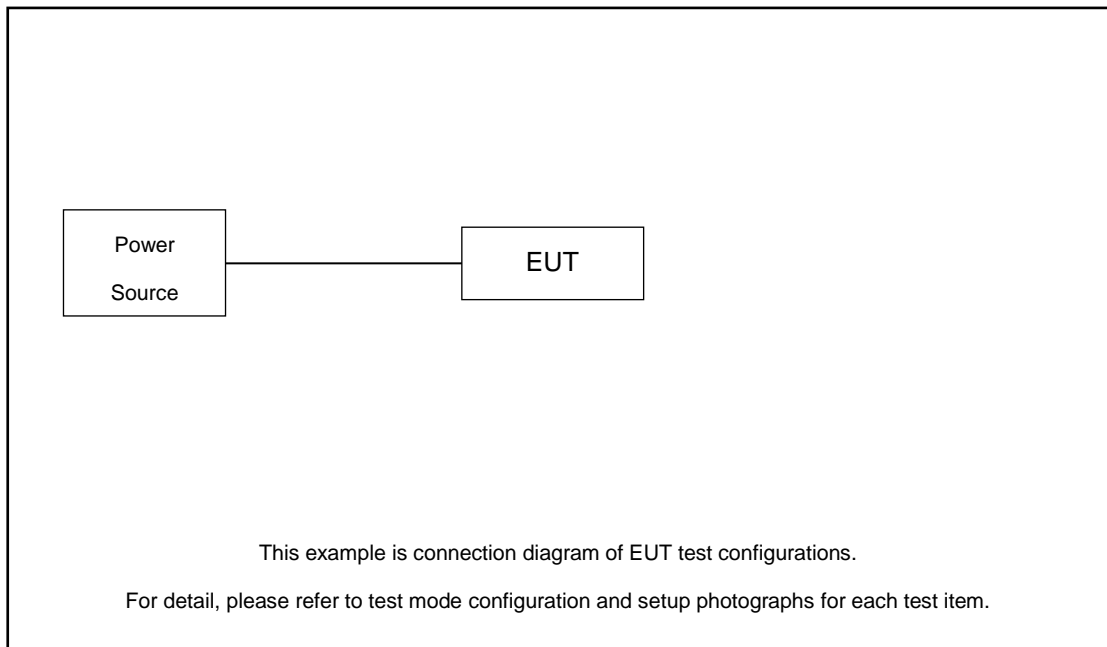 Power
Source
EUT
This example is connection diagram of EUT test configurations.
For detail, please refer to test mode configuration and setup photographs for each test item.